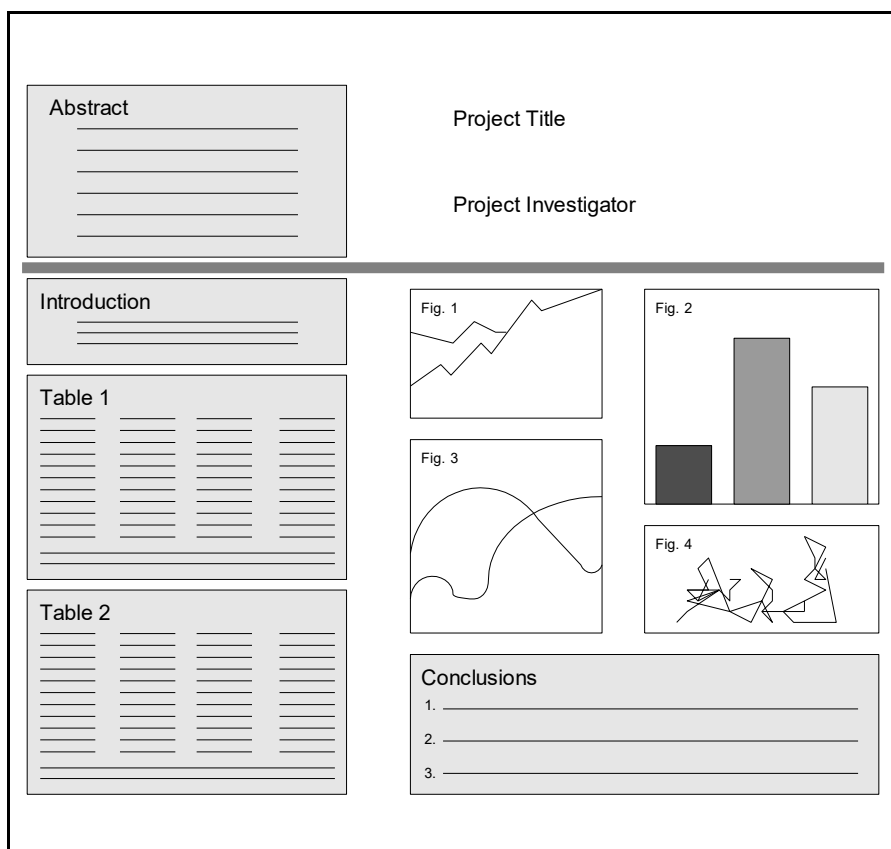 Abstract
Project Title
Project Investigator
Introduction
Table 1
Table 2
Fig. 1
Fig. 2
Fig. 3
Fig. 4
Conclusions
1.
2.
3.